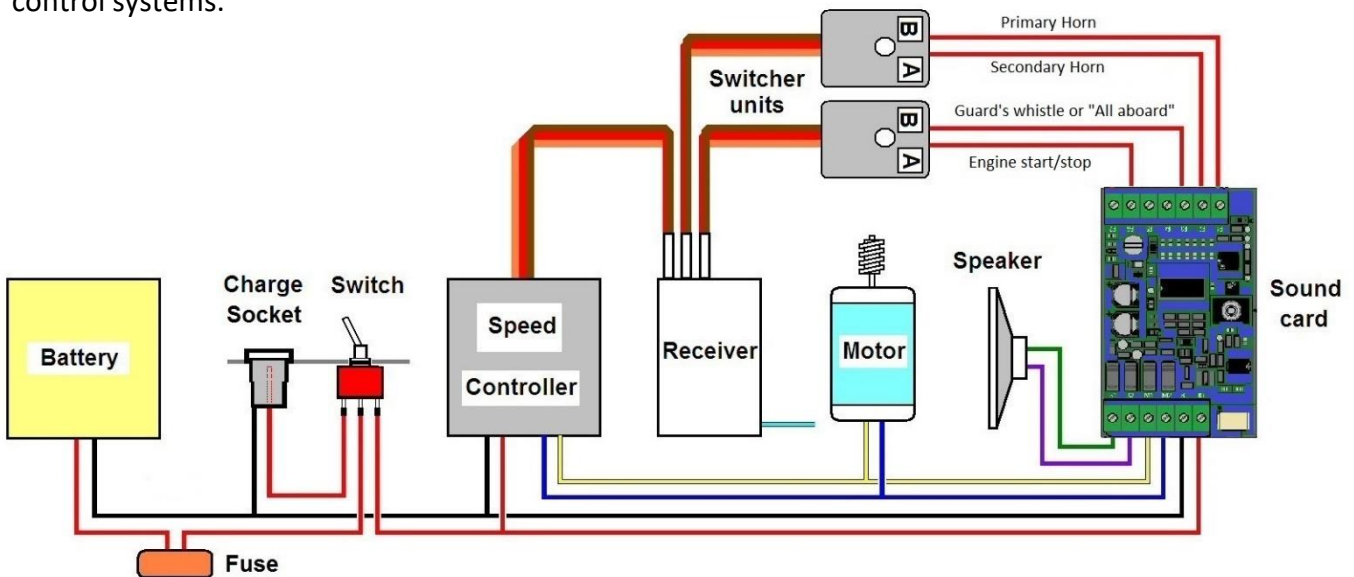 control systems.
Primary Horn
B
A
Secondary Horn
Switcher
units
Guard's whistle or "All aboard"
B
A
Engine start/stop
Charge
Socket
Switch
Speaker
Battery
Speed
Controller
Receiver
Motor
Sound
card
Fuse